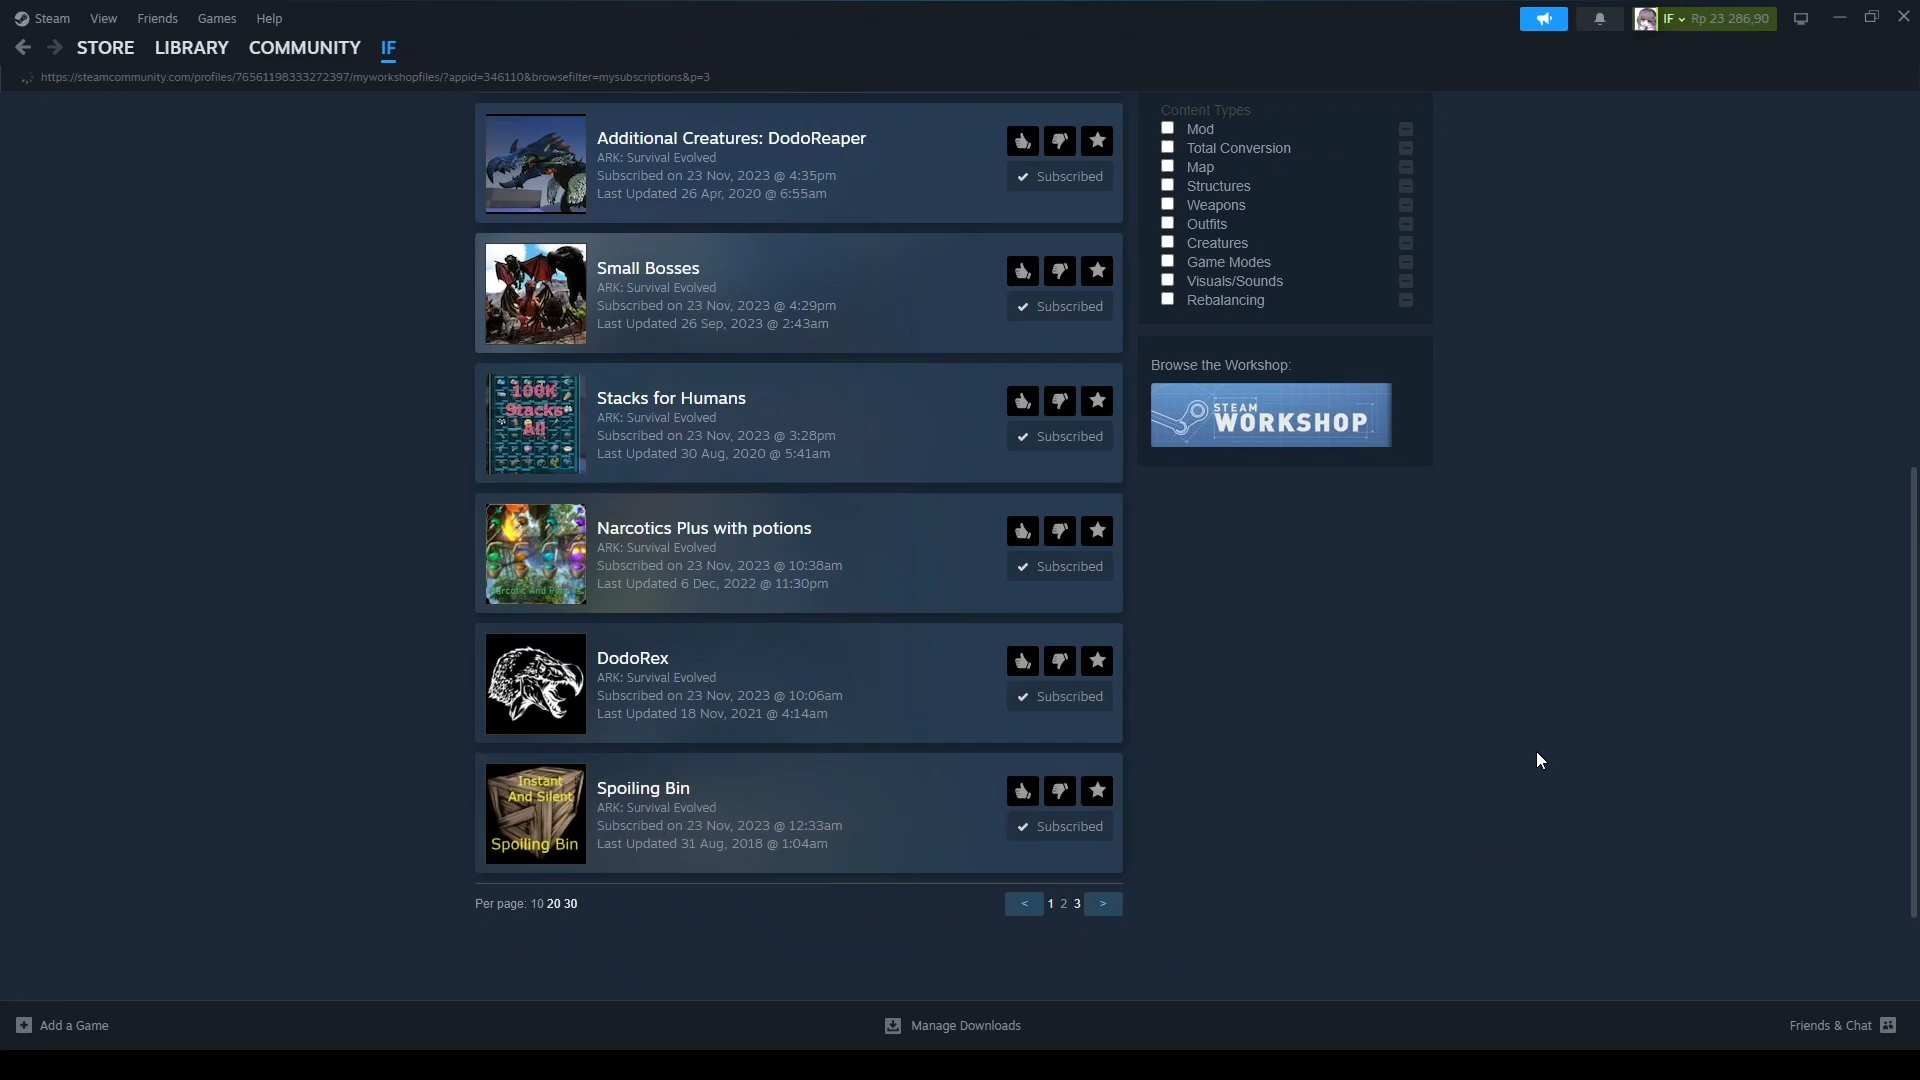 Steam View Friends Games Help
IF Rp 23 286,90
STORE LIBRARY COMMUNITY IF
https://steamcommunity.com/profiles/76561198333272397/myworkshopfiles/?appid=346110&browsefilter=mysubscriptions&p=3
Additional Creatures: DodoReaper
ARK: Survival Evolved
Subscribed on 23 Nov, 2023 @ 4:35pm
Last Updated 26 Apr, 2020 @ 6:55am
Subscribed
Small Bosses
ARK: Survival Evolved
Subscribed on 23 Nov, 2023 @ 4:29pm
Last Updated 26 Sep, 2023 @ 2:43am
Subscribed
100K
Stacks
All
Stacks for Humans
ARK: Survival Evolved
Subscribed on 23 Nov, 2023 @ 3:28pm
Last Updated 30 Aug, 2020 @ 5:41am
Subscribed
Narcotic And Potions
Narcotics Plus with potions
ARK: Survival Evolved
Subscribed on 23 Nov, 2023 @ 10:38am
Last Updated 6 Dec, 2022 @ 11:30pm
Subscribed
DodoRex
ARK: Survival Evolved
Subscribed on 23 Nov, 2023 @ 10:06am
Last Updated 18 Nov, 2021 @ 4:14am
Subscribed
Instant
And Silent
Spoiling Bin
Spoiling Bin
ARK: Survival Evolved
Subscribed on 23 Nov, 2023 @ 12:33am
Last Updated 31 Aug, 2018 @ 1:04am
Subscribed
Per page: 10 20 30
< 1 2 3 >
Content Types
Mod
Total Conversion
Map
Structures
Weapons
Outfits
Creatures
Game Modes
Visuals/Sounds
Rebalancing
Browse the Workshop:
STEAM
WORKSHOP
Add a Game
Manage Downloads
Friends & Chat